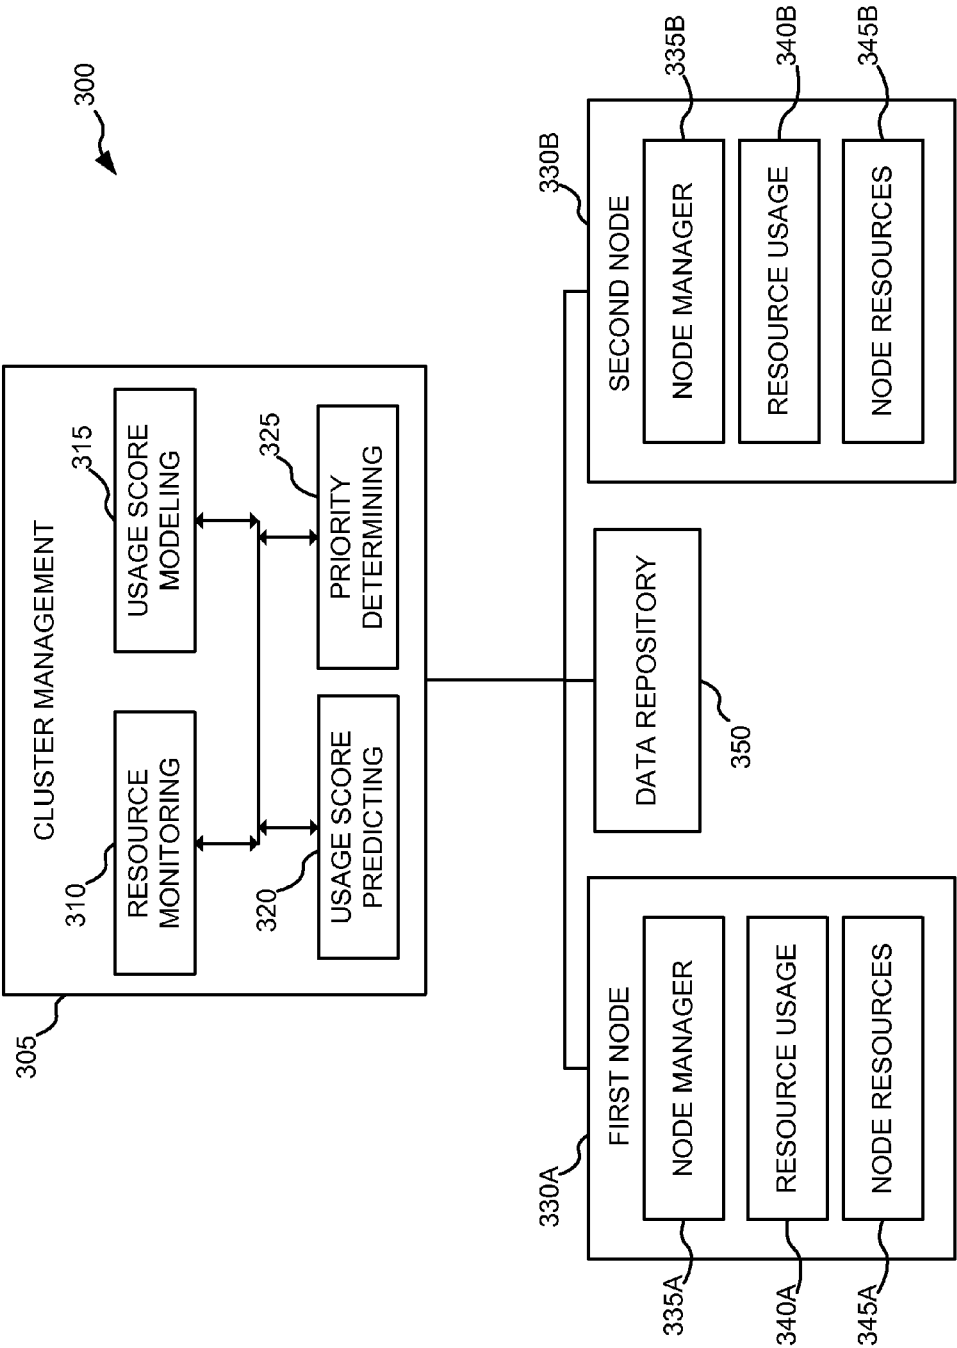 300
305
CLUSTER MANAGEMENT
310
RESOURCE
MONITORING
315
USAGE SCORE
MODELING
320
USAGE SCORE
PREDICTING
325
PRIORITY
DETERMINING
330A
FIRST NODE
335A
NODE MANAGER
340A
RESOURCE USAGE
345A
NODE RESOURCES
DATA REPOSITORY
350
330B
SECOND NODE
335B
NODE MANAGER
340B
RESOURCE USAGE
345B
NODE RESOURCES